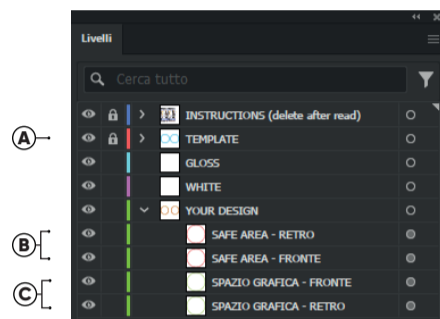 Livelli
Cerca tutto
INSTRUCTIONS (delete after read)
A
TEMPLATE
GLOSS
WHITE
YOUR DESIGN
SAFE AREA - RETRO
B
SAFE AREA - FRONTE
SPAZIO GRAFICA - FRONTE
C
SPAZIO GRAFICA - RETRO